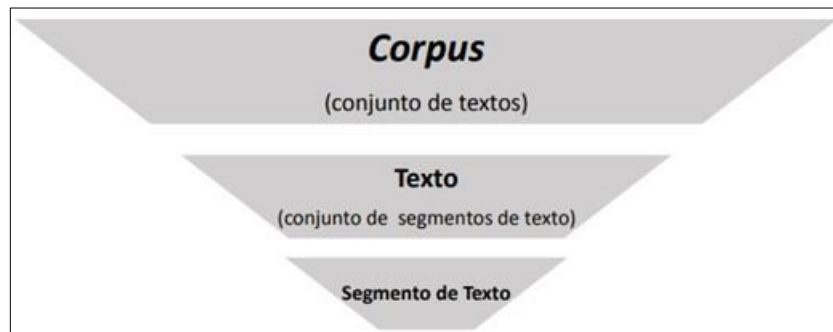 Corpus
(conjunto de textos)
Texto
(conjunto de segmentos de texto)
Segmento de Texto